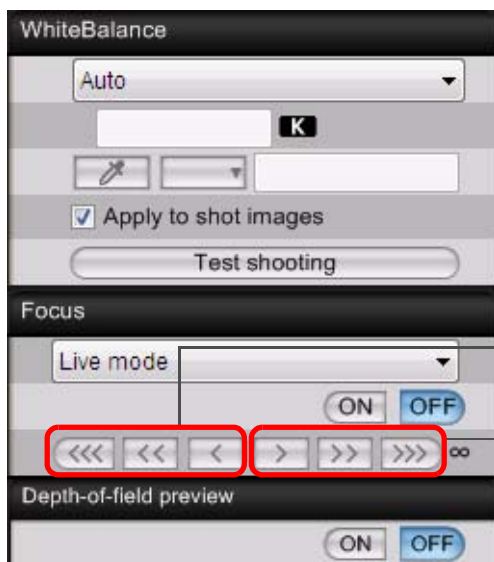 WhiteBalance
Auto
K
Apply to shot images
Test shooting
Focus
Live mode
ON OFF
<<< << < > >> >>> ∞
Depth-of-field preview
ON OFF